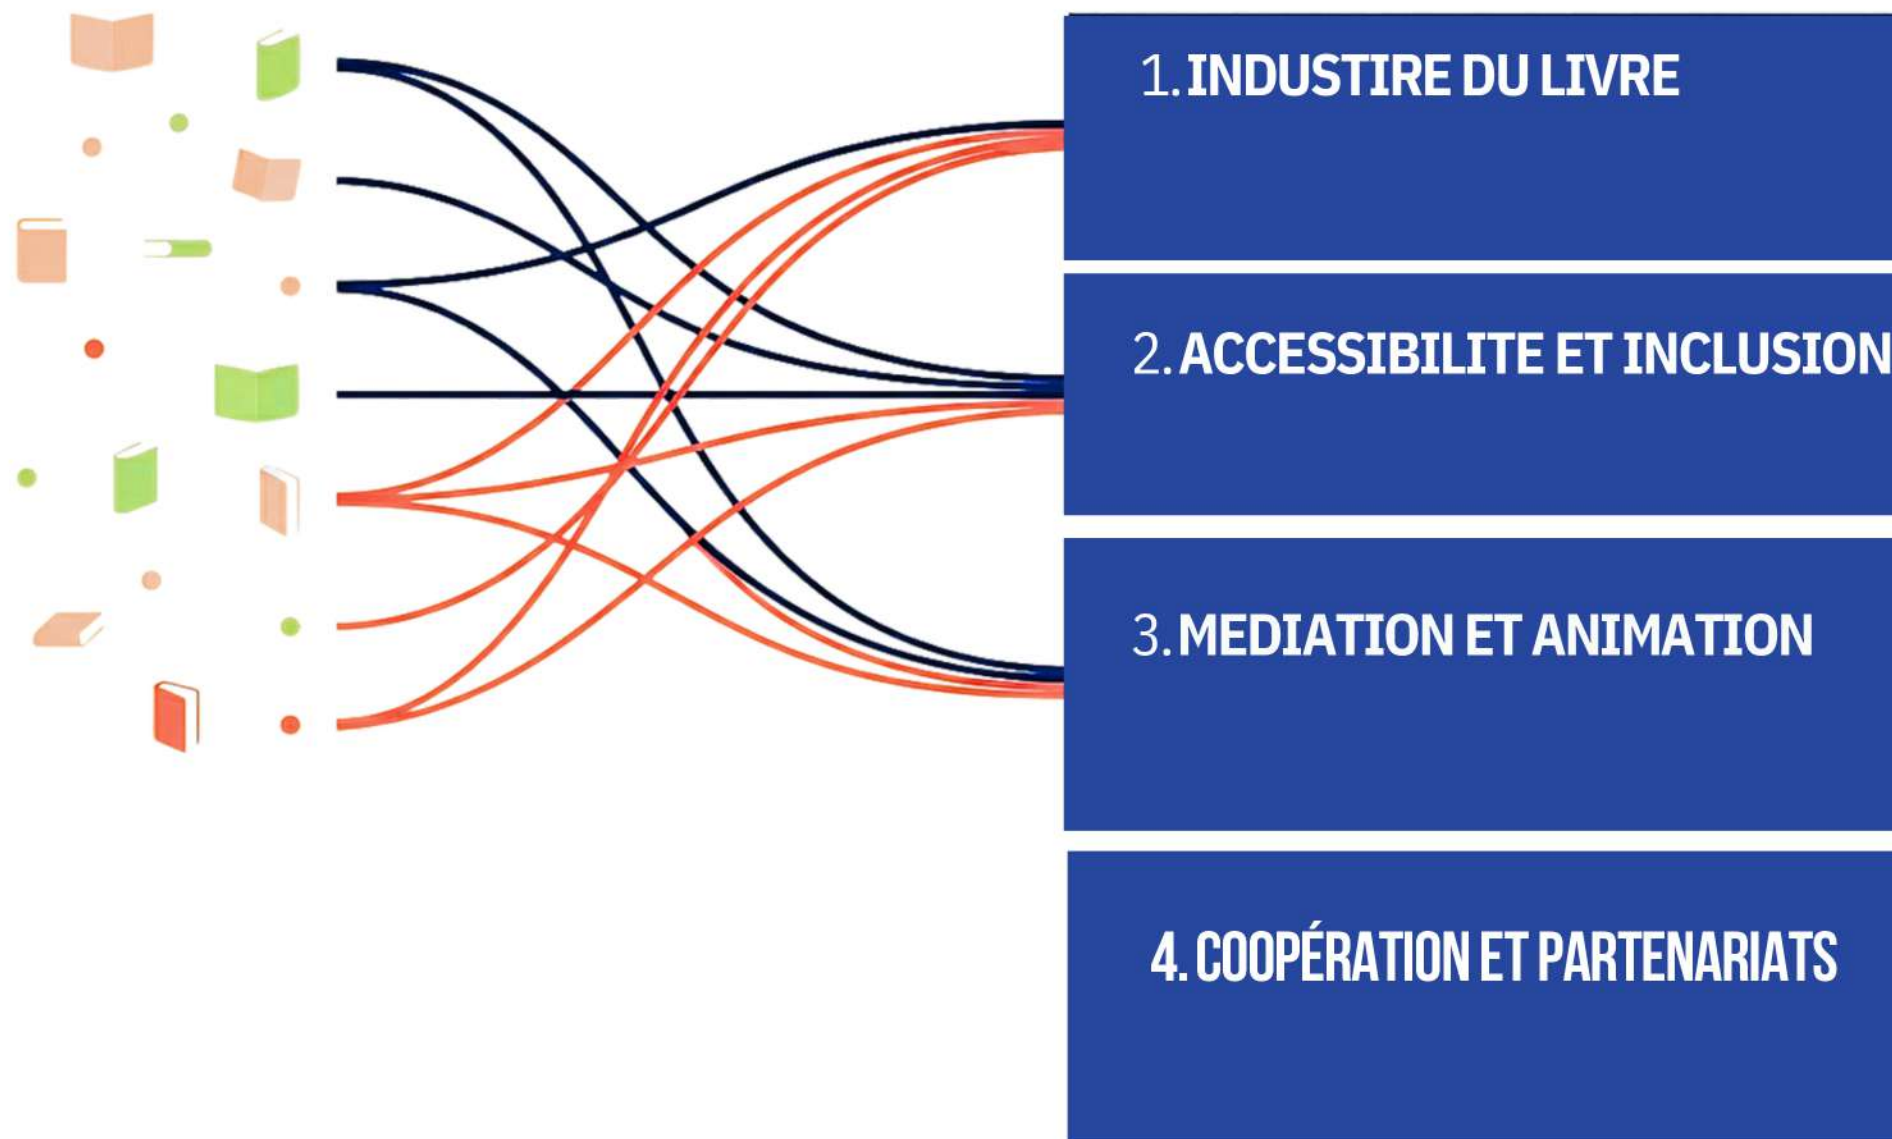 1. INDUSTIRE DU LIVRE
2. ACCESSIBILITE ET INCLUSION
3. MEDIATION ET ANIMATION
4. COOPÉRATION ET PARTENARIATS